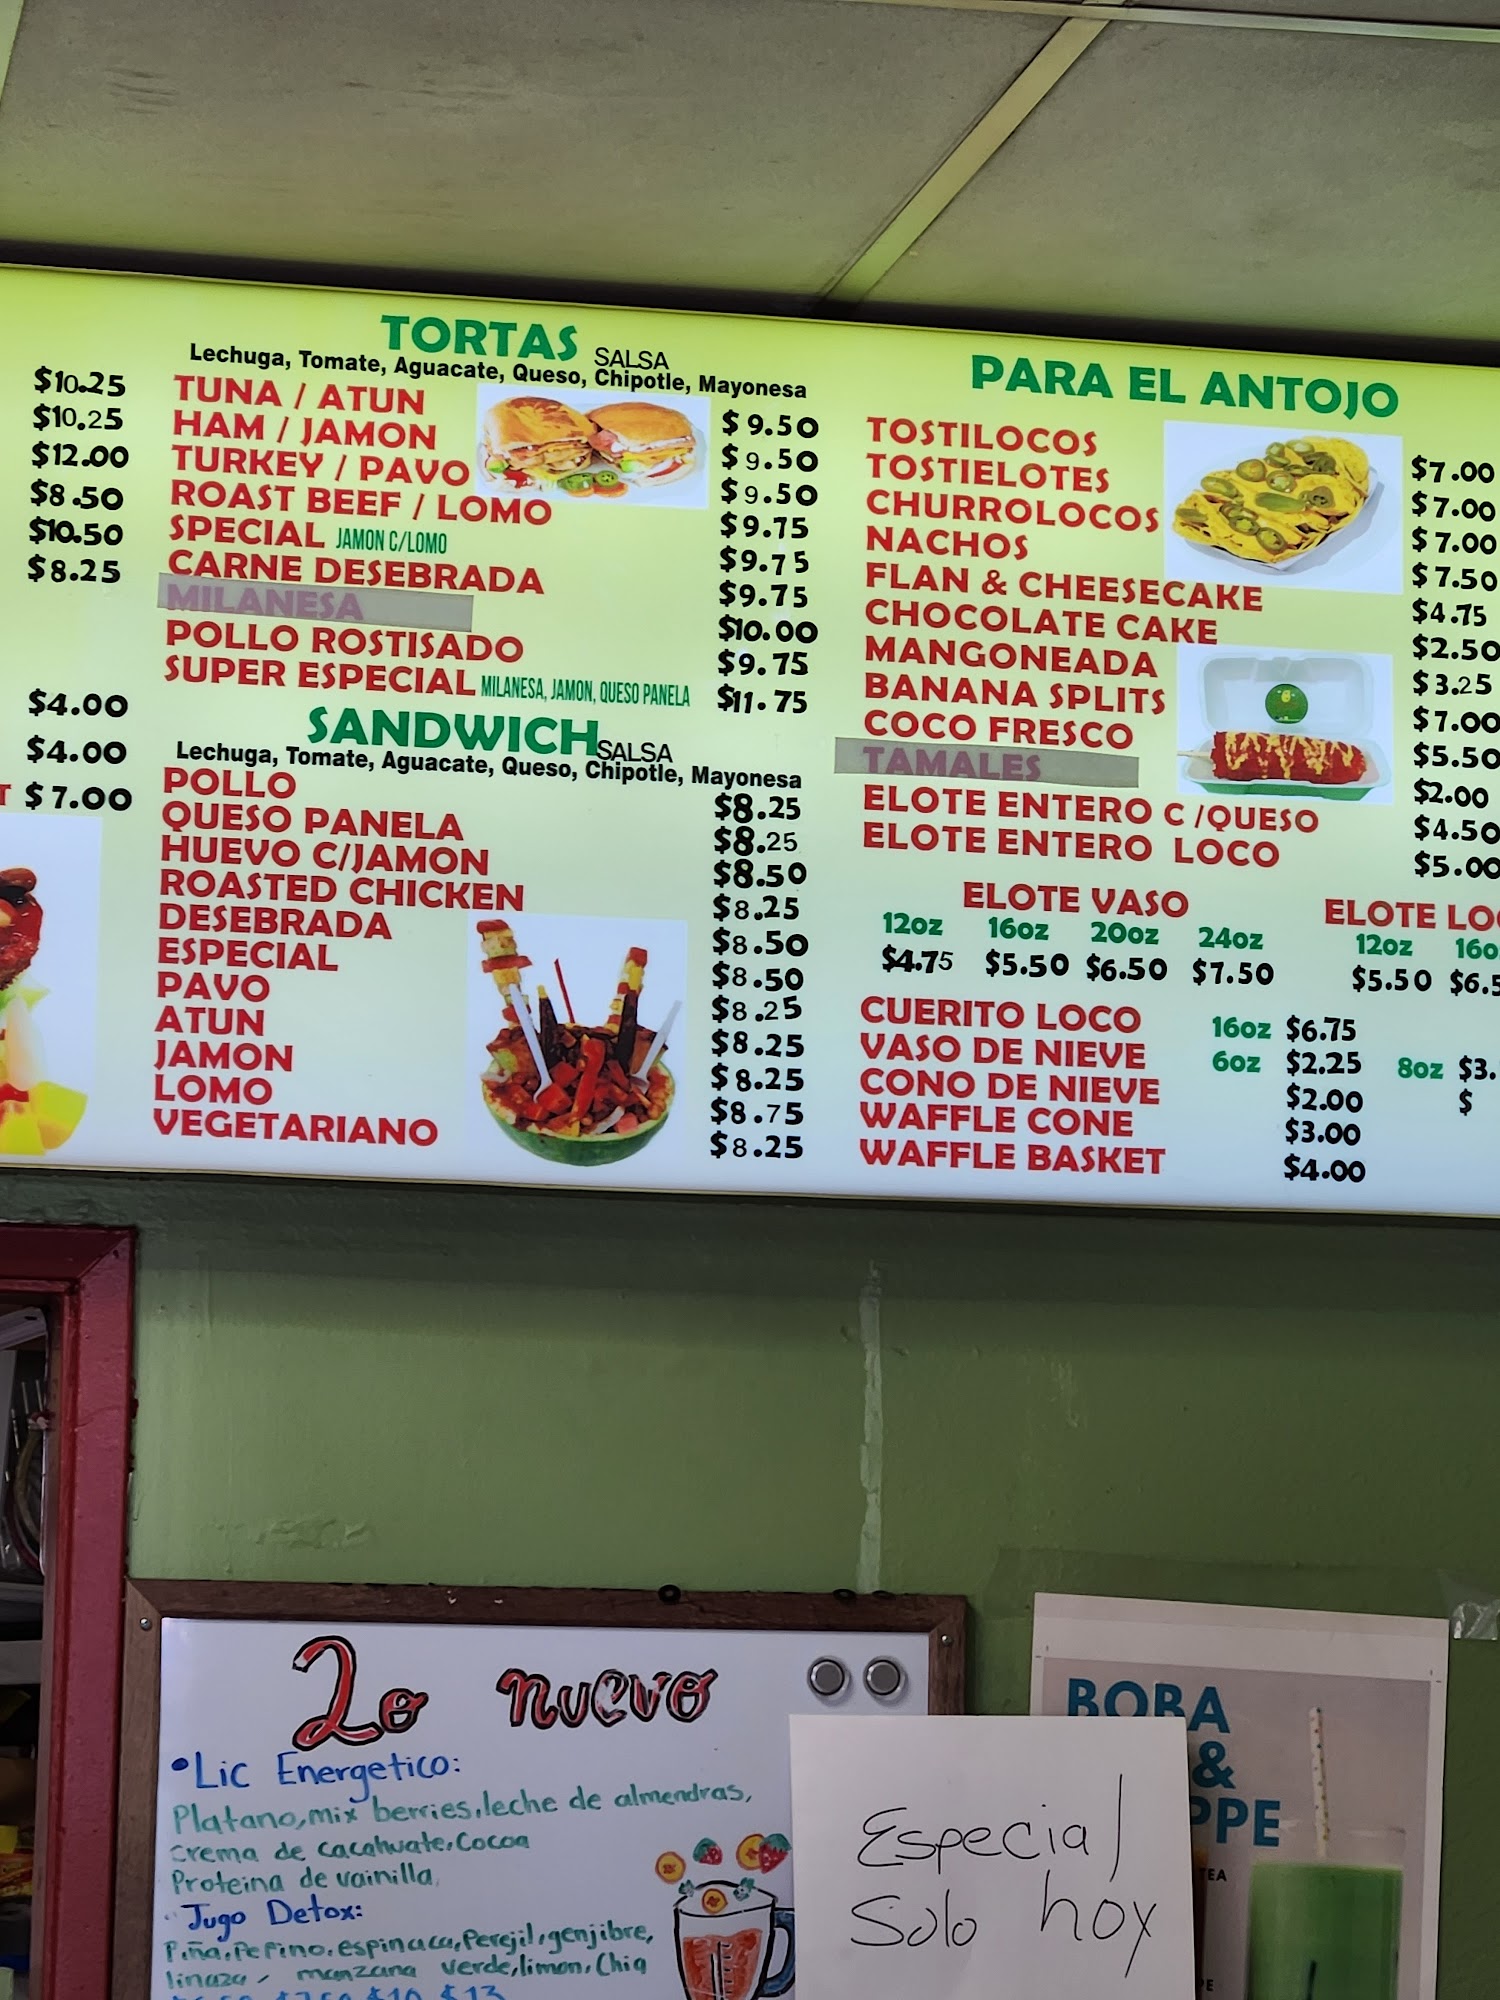 $10.25
$10.25
$12.00
$8.50
$10.50
$8.25
$4.00
$4.00
T $7.00
TORTAS SALSA
Lechuga, Tomate, Aguacate, Queso, Chipotle, Mayonesa
TUNA / ATUN $9.50
HAM / JAMON $9.50
TURKEY / PAVO $9.50
ROAST BEEF / LOMO $9.75
SPECIAL JAMON C/LOMO $9.75
CARNE DESEBRADA $9.75
MILANESA $10.00
POLLO ROSTISADO $9.75
SUPER ESPECIAL MILANESA, JAMON, QUESO PANELA $11.75
SANDWICH SALSA
Lechuga, Tomate, Aguacate, Queso, Chipotle, Mayonesa
POLLO $8.25
QUESO PANELA $8.25
HUEVO C/JAMON $8.50
ROASTED CHICKEN $8.25
DESEBRADA $8.50
ESPECIAL $8.50
PAVO $8.25
ATUN $8.25
JAMON $8.25
LOMO $8.75
VEGETARIANO $8.25
PARA EL ANTOJO
TOSTILOCOS $7.00
TOSTIELOTES $7.00
CHURROLOCOS $7.00
NACHOS $7.50
FLAN & CHEESECAKE $4.75
CHOCOLATE CAKE $2.50
MANGONEADA $3.25
BANANA SPLITS $7.00
COCO FRESCO $5.50
TAMALES $2.00
ELOTE ENTERO C /QUESO $4.50
ELOTE ENTERO LOCO $5.00
ELOTE VASO
12oz 16oz 20oz 24oz
$4.75 $5.50 $6.50 $7.50
ELOTE LO
12oz 16o
$5.50 $6.5
CUERITO LOCO 16oz $6.75
VASO DE NIEVE 6oz $2.25 8oz $3.
CONO DE NIEVE $2.00 $
WAFFLE CONE $3.00
WAFFLE BASKET $4.00
Lo nuevo
•Lic Energetico:
Platano, mix berries, leche de almendras,
crema de cacahuate, Cocoa
Proteina de vainilla,
· Jugo Detox:
Piña, Pepino, espinaca, Perejil, genjibre,
linaza, manzana verde, limon, Chia
$10 $13
Especial
Solo hoy
BOBA
&
PPE
TEA
PE